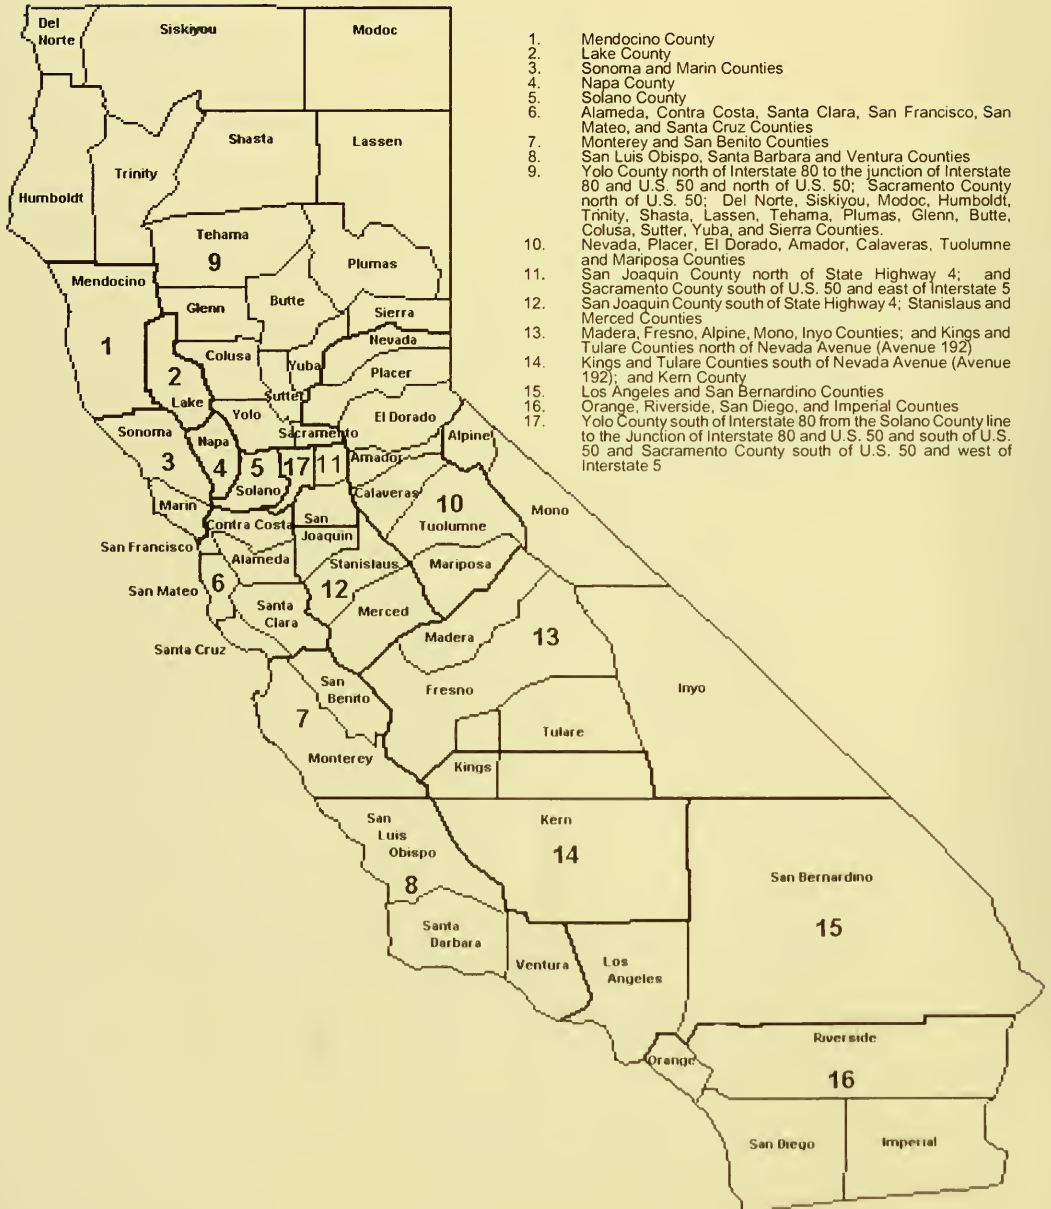 Del
Norte
Siskiyou
Modoc
1. Mendocino County
2. Lake County
3. Sonoma and Marin Counties
4. Napa County
5. Solano County
6. Alameda, Contra Costa, Santa Clara, San Francisco, San
Mateo, and Santa Cruz Counties
7. Monterey and San Benito Counties
8. San Luis Obispo, Santa Barbara and Ventura Counties
9. Yolo County north of Interstate 80 to the junction of Interstate
80 and U.S. 50 and north of U.S. 50; Sacramento County
north of U.S. 50; Del Norte, Siskiyou, Modoc, Humboldt,
Trinity, Shasta, Lassen, Tehama, Plumas, Glenn, Butte,
Colusa, Sutter, Yuba, and Sierra Counties.
10. Nevada, Placer, El Dorado, Amador, Calaveras, Tuolumne
and Mariposa Counties
11. San Joaquin County north of State Highway 4; and
Sacramento County south of U.S. 50 and east of Interstate 5
12. San Joaquin County south of State Highway 4; Stanislaus and
Merced Counties
13. Madera, Fresno, Alpine, Mono, Inyo Counties; and Kings and
Tulare Counties north of Nevada Avenue (Avenue 192)
14. Kings and Tulare Counties south of Nevada Avenue (Avenue
192); and Kern County
15. Los Angeles and San Bernardino Counties
16. Orange, Riverside, San Diego, and Imperial Counties
17. Yolo County south of Interstate 80 from the Solano County line
to the Junction of Interstate 80 and U.S. 50 and south of U.S.
50 and Sacramento County south of U.S. 50 and west of
Interstate 5
Shasta
Lassen
Trinity
Humboldt
Tehama
9
Plumas
Mendocino
Glenn
Butte
Sierra
1
Nevada
Colusa
Yuba
2
Placer
Lake
Sutter
Yolo
El Dorado
Sonoma
Napa
Sacramento
Alpine
3
4
5
17
11
Amador
Solano
Calaveras
10
Marin
Mono
Contra Costa
San
Joaquin
Tuolumne
San Francisco
Alameda
Stanislaus
Mariposa
San Mateo
6
12
Santa
Clara
Merced
Madera
13
Santa Cruz
San
Benito
Fresno
Inyo
7
Tulare
Monterey
Kings
San
Luis
Obispo
Kern
14
8
San Bernardino
15
Santa
Darbara
Ventura
Los
Angeles
Riverside
Orange
16
San Diego
Imperial